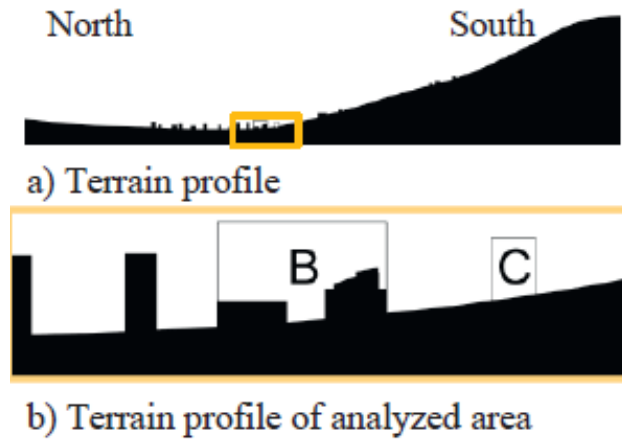 North South
a) Terrain profile
B C
b) Terrain profile of analyzed area